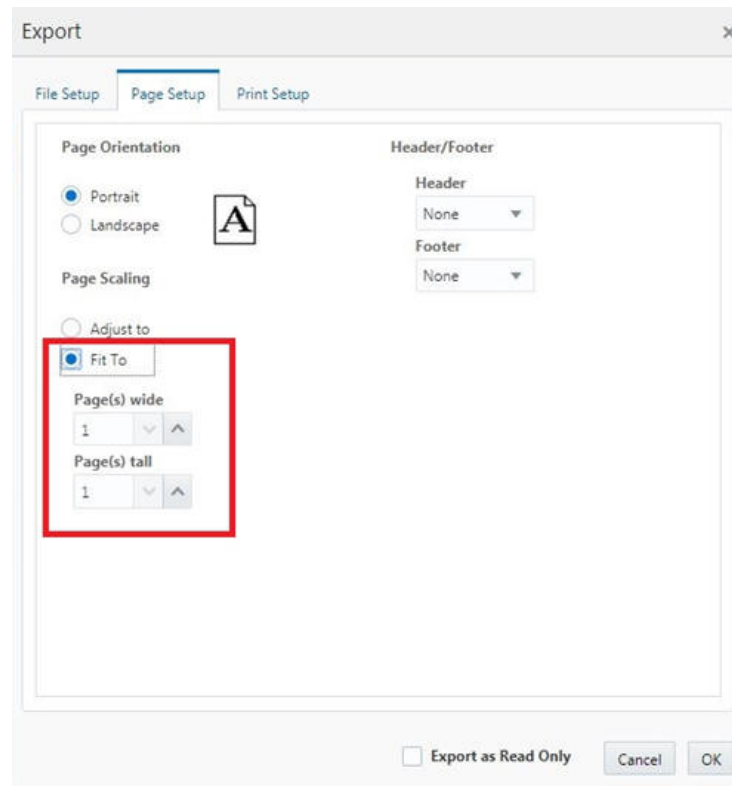 Export
File Setup Page Setup Print Setup
Page Orientation
Portrait
Landscape
A
Page Scaling
Adjust to
Fit To
Page(s) wide
1
Page(s) tall
1
Header/Footer
Header
None
Footer
None
Export as Read Only Cancel OK